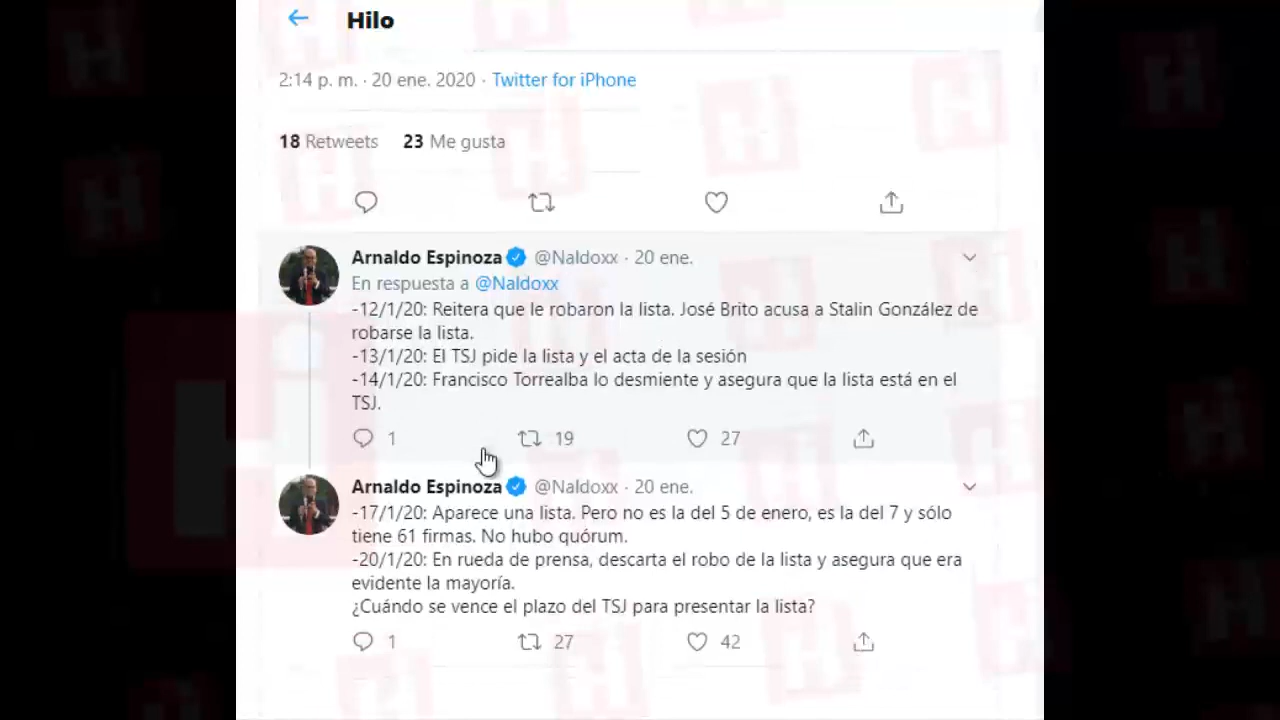 Hilo
2:14 p. m. · 20 ene. 2020 · Twitter for iPhone
18 Retweets 23 Me gusta
Arnaldo Espinoza @Naldoxx · 20 ene.
En respuesta a @Naldoxx
-12/1/20: Reitera que le robaron la lista. José Brito acusa a Stalin González de
robarse la lista.
-13/1/20: El TSJ pide la lista y el acta de la sesión
-14/1/20: Francisco Torrealba lo desmiente y asegura que la lista está en el
TSJ.
1 19 27
Arnaldo Espinoza @Naldoxx · 20 ene.
-17/1/20: Aparece una lista. Pero no es la del 5 de enero, es la del 7 y sólo
tiene 61 firmas. No hubo quórum.
-20/1/20: En rueda de prensa, descarta el robo de la lista y asegura que era
evidente la mayoría.
¿Cuándo se vence el plazo del TSJ para presentar la lista?
1 27 42